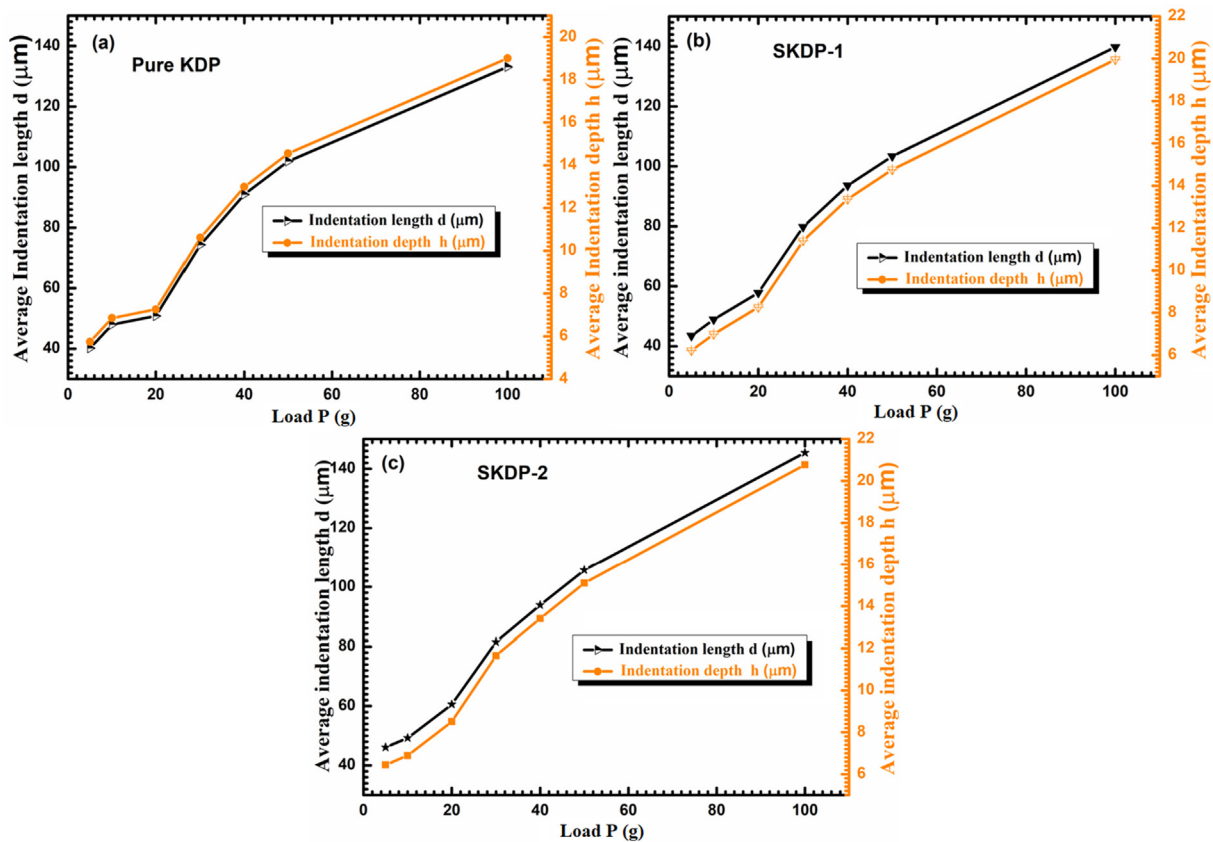 (a)
Pure KDP
Average Indentation length d (μm)
140
120
100
80
60
40
Average Indentation depth h (μm)
20
18
16
14
12
10
8
6
4
Indentation length d (μm)
Indentation depth h (μm)
0 20 40 60 80 100
Load P (g)
(b)
SKDP-1
Average indentation length d (μm)
140
120
100
80
60
40
Average Indentation depth h (μm)
22
20
18
16
14
12
10
8
6
Indentation length d (μm)
Indentation depth h (μm)
0 20 40 60 80 100
Load P (g)
(c)
SKDP-2
Average indentation length d (μm)
140
120
100
80
60
40
Average indentation depth h (μm)
22
20
18
16
14
12
10
8
6
Indentation length d (μm)
Indentation depth h (μm)
0 20 40 60 80 100
Load P (g)